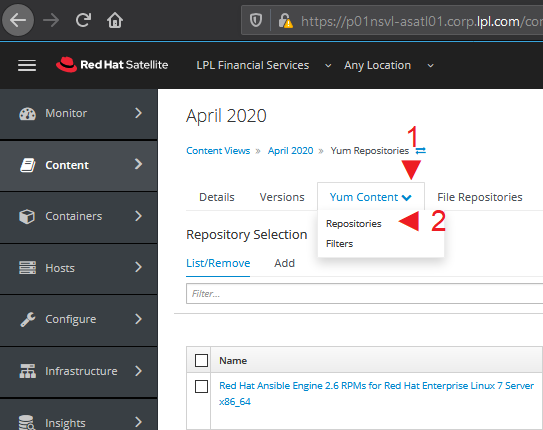 https://p01nsvl-asatl01.corp.lpl.com/co
Red Hat Satellite LPL Financial Services Any Location
Monitor
Content
Containers
Hosts
Configure
Infrastructure
Insights
April 2020
Content Views » April 2020 » Yum Repositories
1
Details Versions Yum Content File Repositories
Repositories 2
Filters
Repository Selection
List/Remove Add
Filter...
Name
Red Hat Ansible Engine 2.6 RPMs for Red Hat Enterprise Linux 7 Server
x86_64